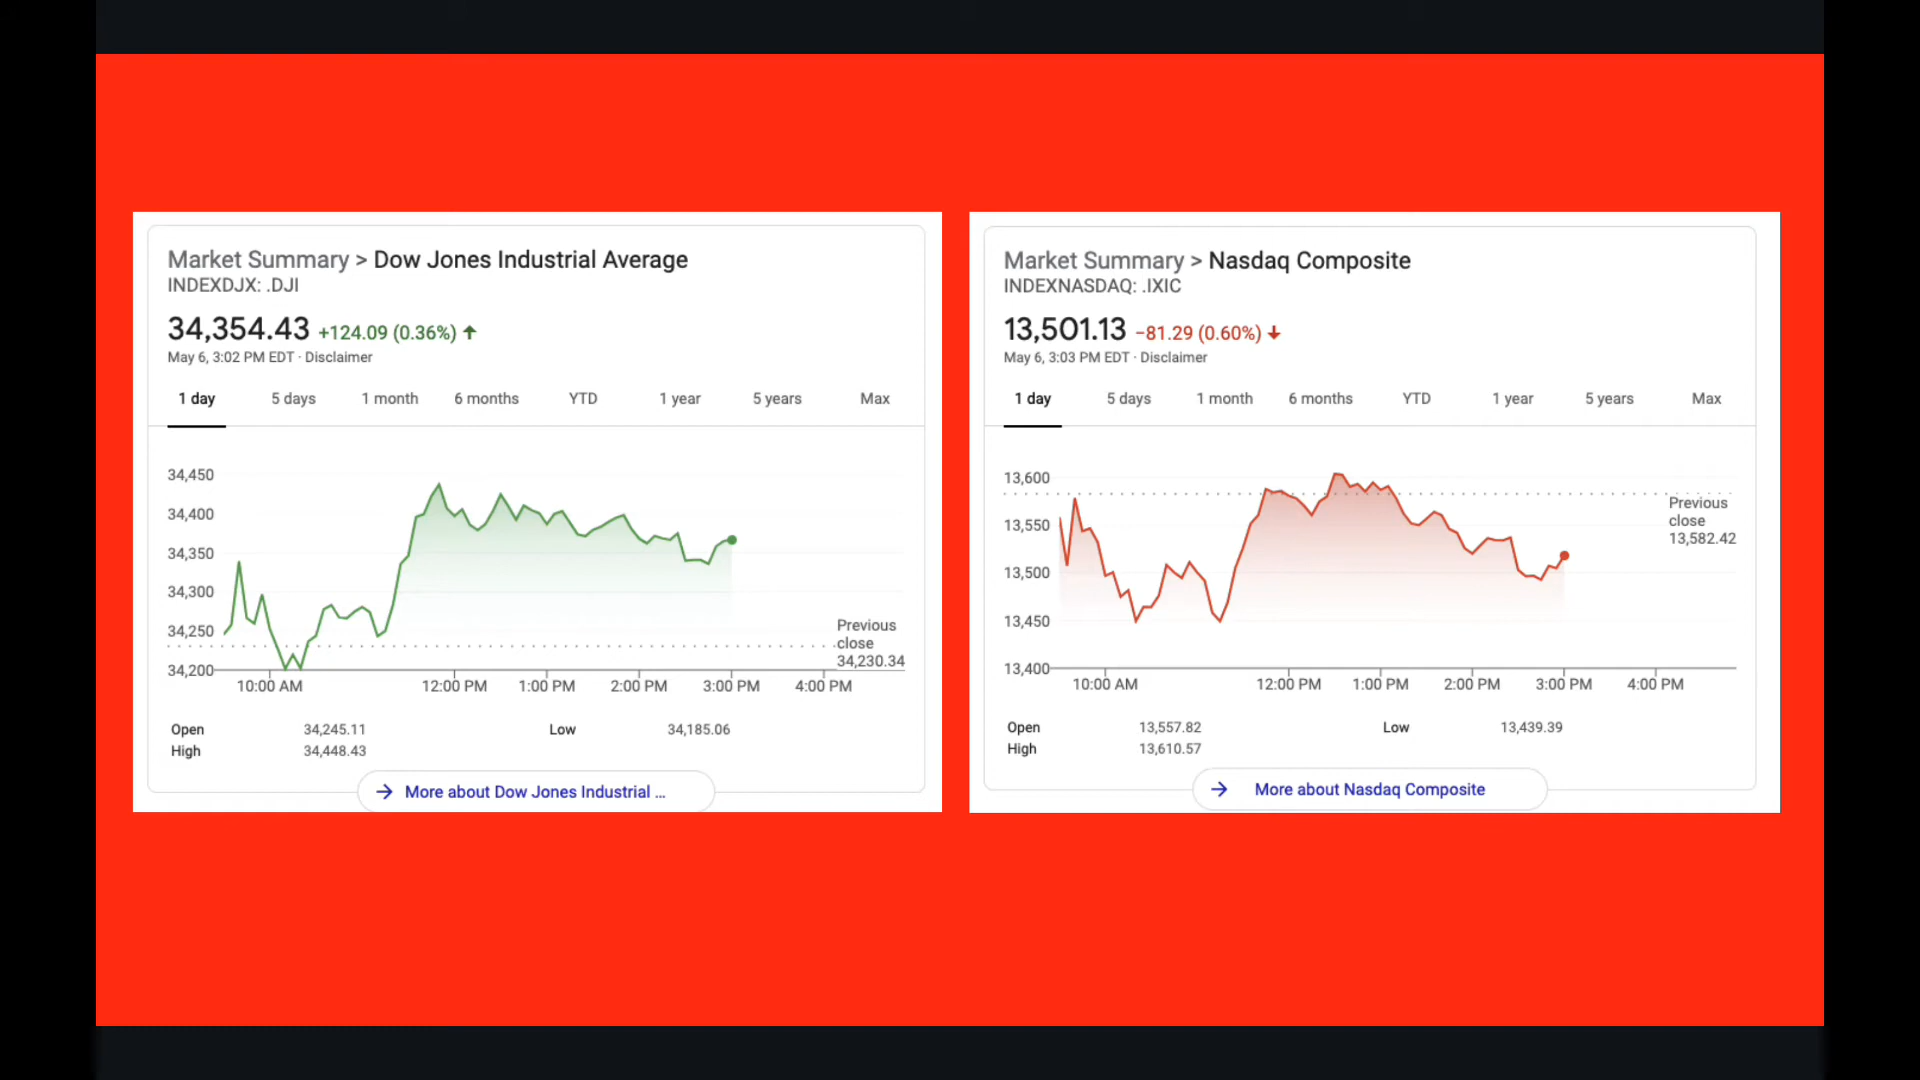 Market Summary > Dow Jones Industrial Average
INDEXDJX: .DJI
34,354.43 +124.09 (0.36%) ↑
May 6, 3:02 PM EDT · Disclaimer
1 day 5 days 1 month 6 months YTD 1 year 5 years Max
34,450
34,400
34,350
34,300
34,250
34,200
Previous
close
34,230.34
10:00 AM 12:00 PM 1:00 PM 2:00 PM 3:00 PM 4:00 PM
Open 34,245.11 Low 34,185.06
High 34,448.43
→ More about Dow Jones Industrial ...
Market Summary > Nasdaq Composite
INDEXNASDAQ: .IXIC
13,501.13 −81.29 (0.60%) ↓
May 6, 3:03 PM EDT · Disclaimer
1 day 5 days 1 month 6 months YTD 1 year 5 years Max
13,600
13,550
13,500
13,450
13,400
Previous
close
13,582.42
10:00 AM 12:00 PM 1:00 PM 2:00 PM 3:00 PM 4:00 PM
Open 13,557.82 Low 13,439.39
High 13,610.57
→ More about Nasdaq Composite